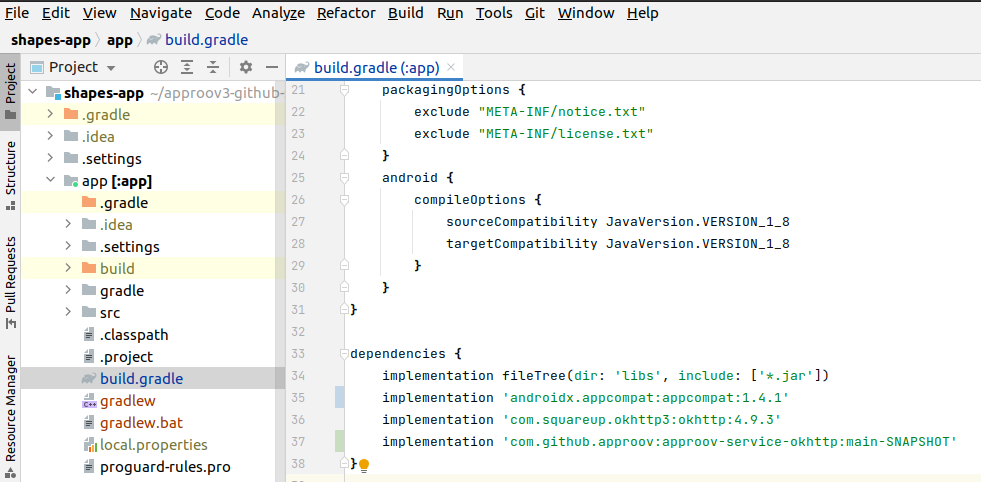 File Edit View Navigate Code Analyze Refactor Build Run Tools Git Window Help
shapes-app app build.gradle
Project
Project
build.gradle (:app)
shapes-app ~/approov3-github-
.gradle
.idea
.settings
app [:app]
.gradle
.idea
.settings
build
gradle
src
.classpath
.project
build.gradle
gradlew
gradlew.bat
local.properties
proguard-rules.pro
Structure
Pull Requests
Resource Manager
21 packagingOptions {
22 exclude "META-INF/notice.txt"
23 exclude "META-INF/license.txt"
24 }
25 android {
26 compileOptions {
27 sourceCompatibility JavaVersion.VERSION_1_8
28 targetCompatibility JavaVersion.VERSION_1_8
29 }
30 }
31 }
32
33 dependencies {
34 implementation fileTree(dir: 'libs', include: ['*.jar'])
35 implementation 'androidx.appcompat:appcompat:1.4.1'
36 implementation 'com.squareup.okhttp3:okhttp:4.9.3'
37 implementation 'com.github.approov:approov-service-okhttp:main-SNAPSHOT'
38 }